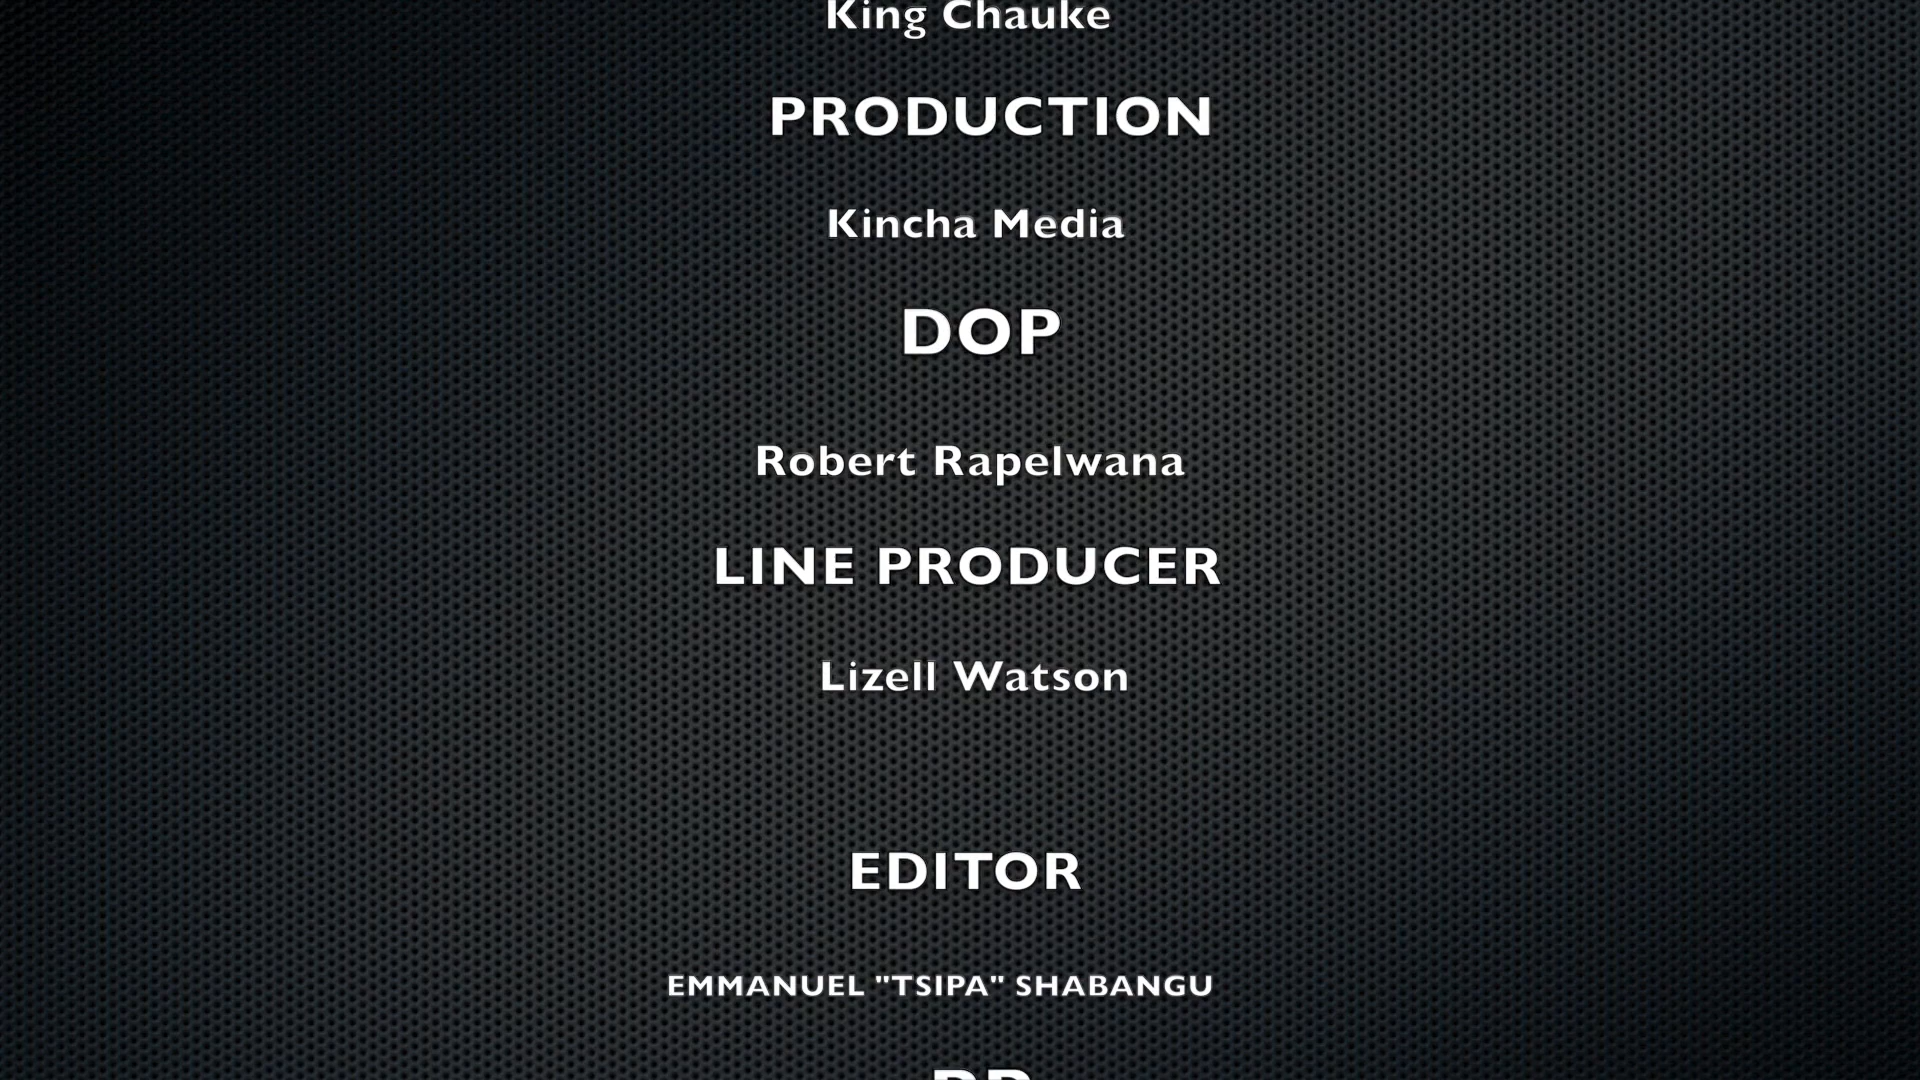 King Chauke
PRODUCTION
Kincha Media
DOP
Robert Rapelwana
LINE PRODUCER
Lizell Watson
EDITOR
EMMANUEL "TSIPA" SHABANGU